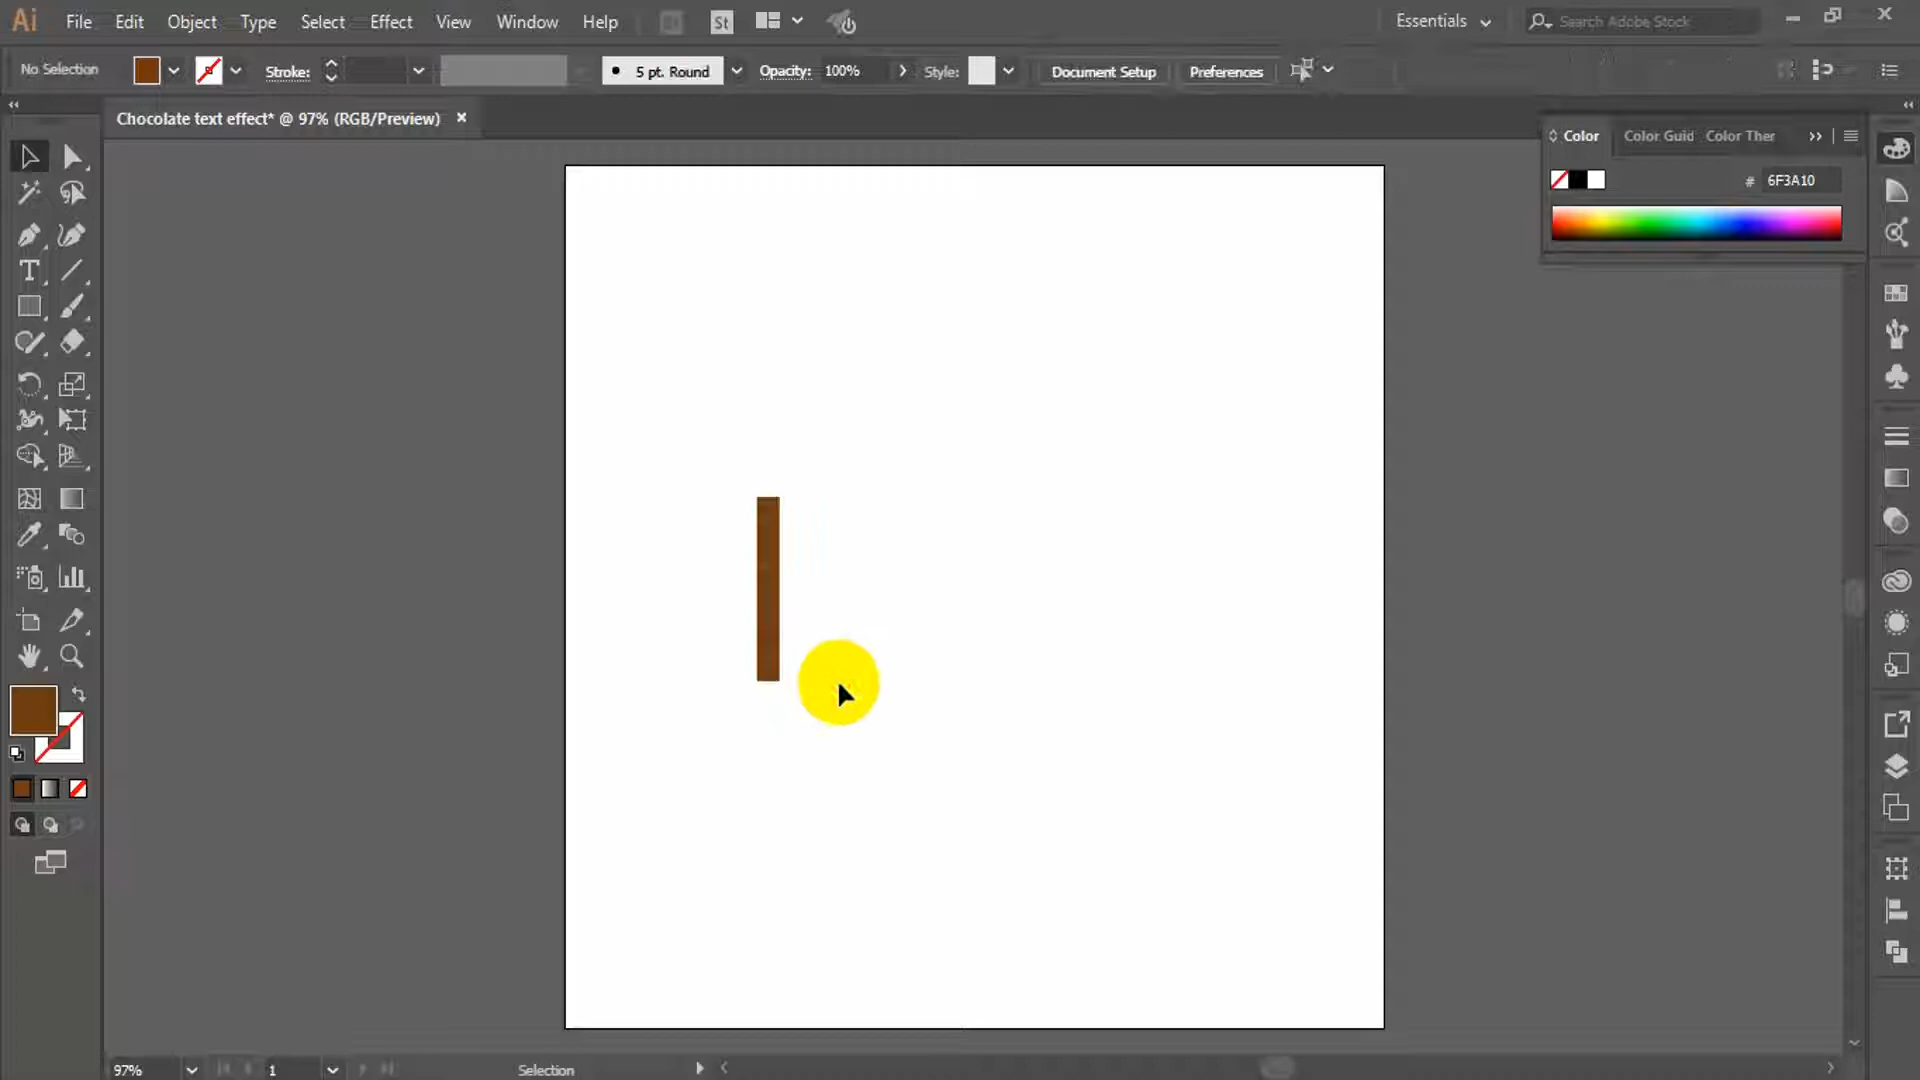 Ai File Edit Object Type Select Effect View Window Help St Essentials Search Adobe Stock
No Selection Stroke: 5 pt. Round Opacity: 100% Style: Document Setup Preferences
Chocolate text effect* @ 97% (RGB/Preview) ×
Color Color Guid Color Ther
# 6F3A10
T
97% 1 Selection